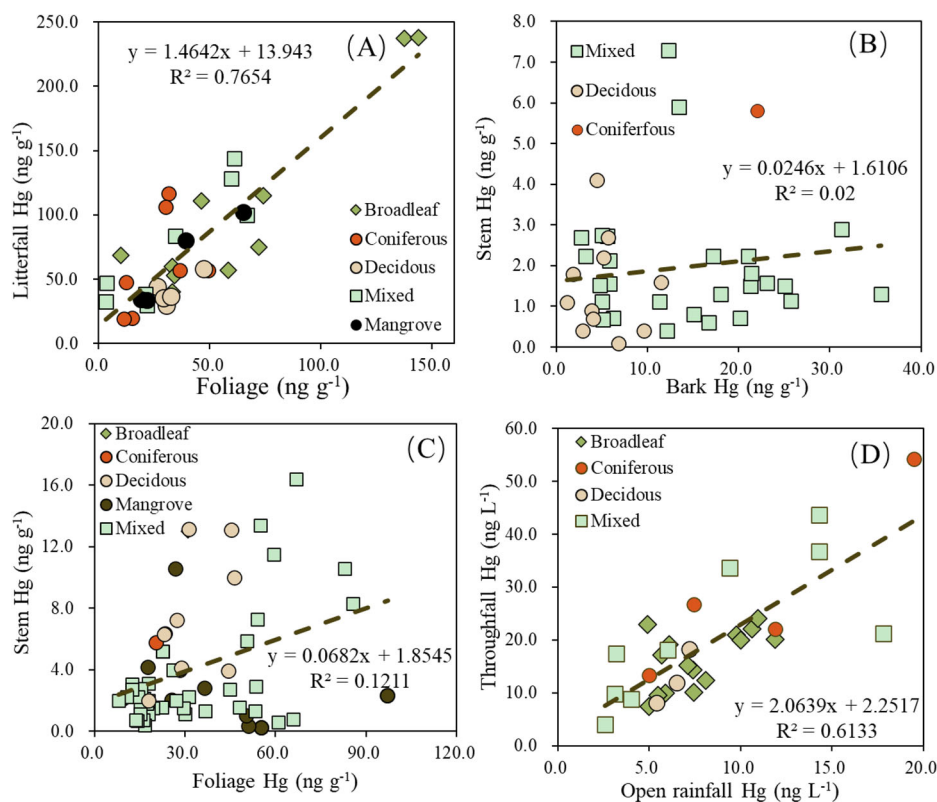 (A)
y = 1.4642x + 13.943
R² = 0.7654
250.0
200.0
150.0
100.0
50.0
0.0
Litterfall Hg (ng g⁻¹)
Broadleaf
Coniferous
Decidous
Mixed
Mangrove
0.0 50.0 100.0 150.0
Foliage (ng g⁻¹)
(B)
Mixed
Decidous
Coniferfous
y = 0.0246x + 1.6106
R² = 0.02
8.0
7.0
6.0
5.0
4.0
3.0
2.0
1.0
0.0
Stem Hg (ng g⁻¹)
0.0 10.0 20.0 30.0 40.0
Bark Hg (ng g⁻¹)
(C)
Broadleaf
Coniferous
Decidous
Mangrove
Mixed
y = 0.0682x + 1.8545
R² = 0.1211
20.0
16.0
12.0
8.0
4.0
0.0
Stem Hg (ng g⁻¹)
0.0 30.0 60.0 90.0 120.0
Foliage Hg (ng g⁻¹)
(D)
Broadleaf
Coniferous
Decidous
Mixed
y = 2.0639x + 2.2517
R² = 0.6133
60.0
50.0
40.0
30.0
20.0
10.0
0.0
Throughfall Hg (ng L⁻¹)
0.0 5.0 10.0 15.0 20.0
Open rainfall Hg (ng L⁻¹)